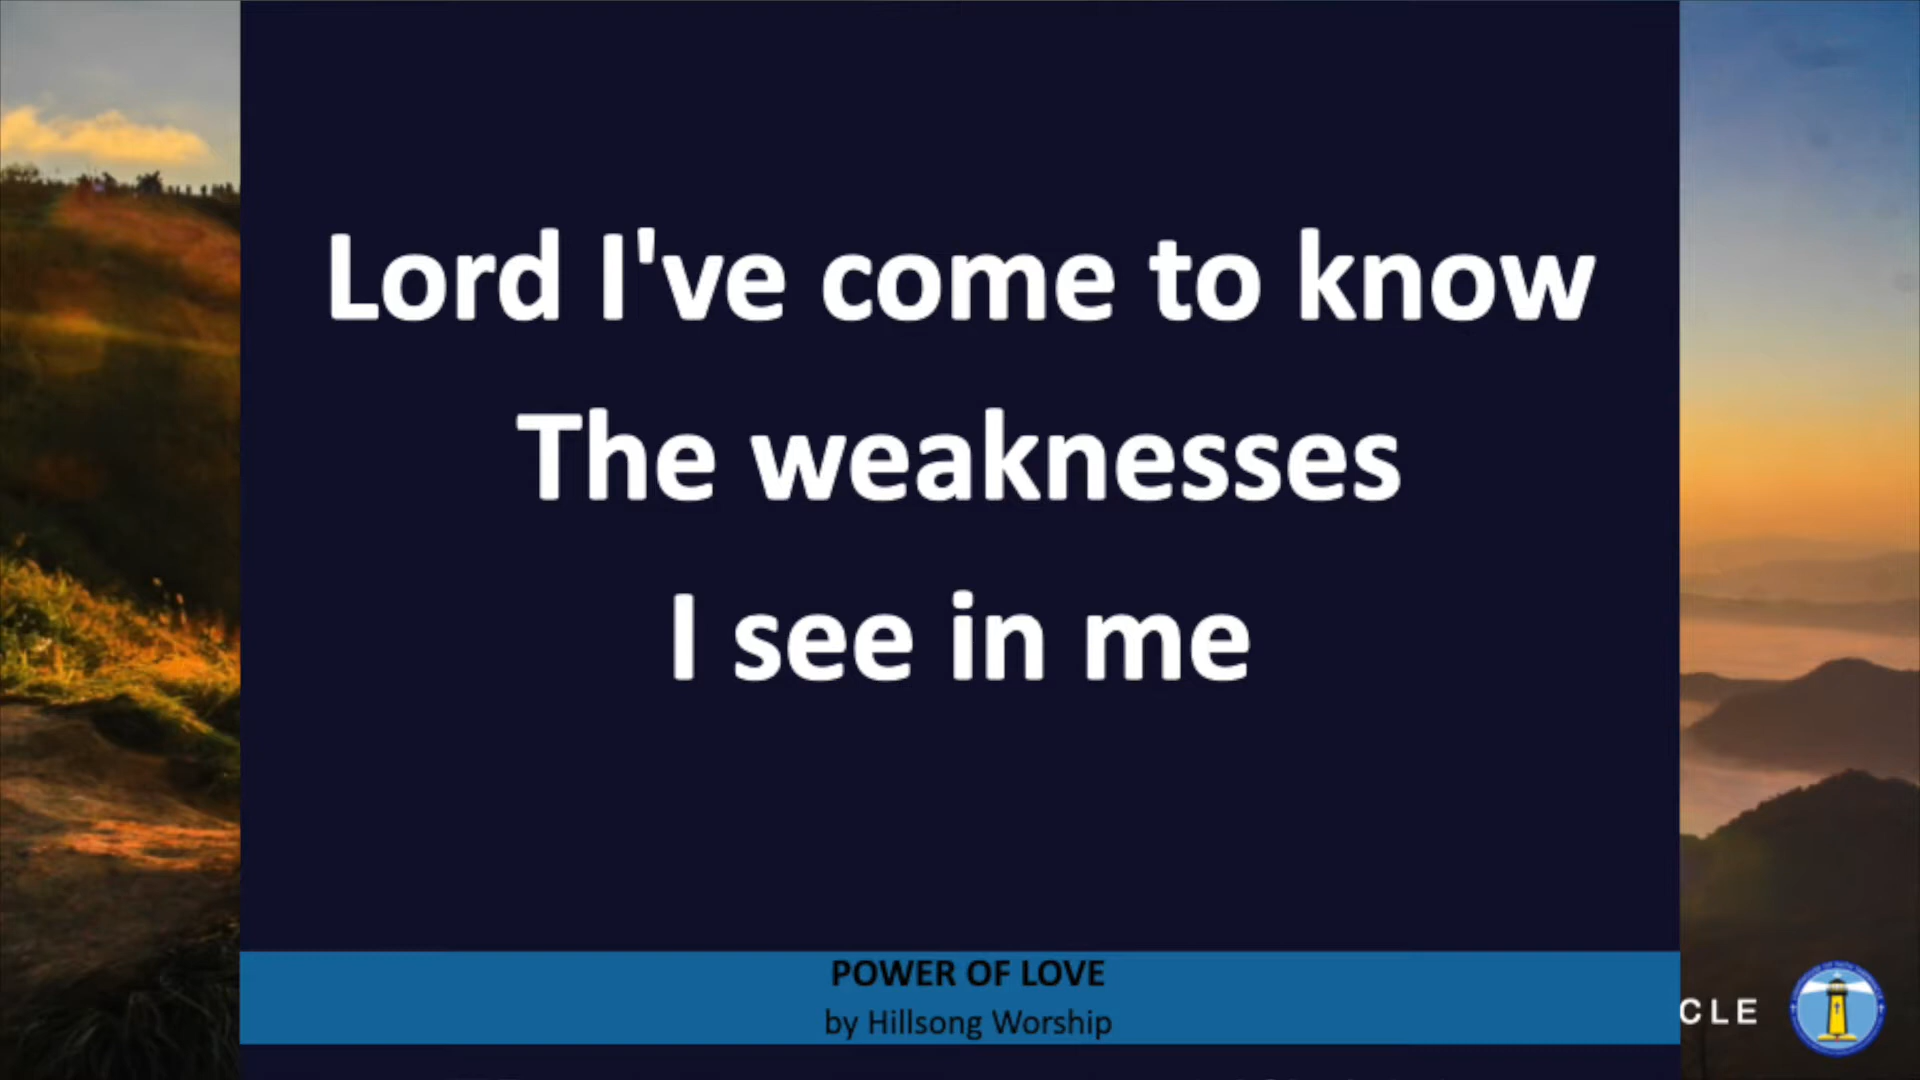 Lord I've come to know
The weaknesses
I see in me
POWER OF LOVE
by Hillsong Worship
CLE